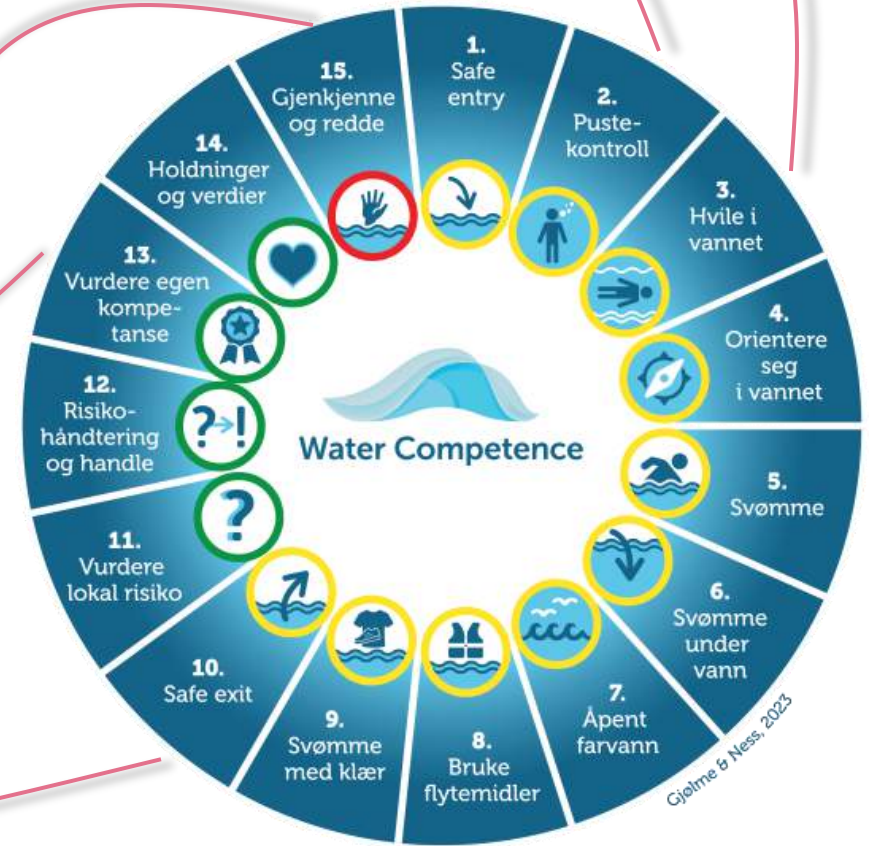 1.
Safe
entry
2.
Puste-
kontroll
3.
Hvile i
vannet
4.
Orientere
seg
i vannet
5.
Svømme
6.
Svømme
under
vann
7.
Åpent
farvann
8.
Bruke
flytemidler
9.
Svømme
med klær
10.
Safe exit
11.
Vurdere
lokal risiko
12.
Risiko-
håndtering
og handle
13.
Vurdere egen
kompe-
tanse
14.
Holdninger
og verdier
15.
Gjenkjenne
og redde
?→!
?
Water Competence
Gjølme & Ness, 2023